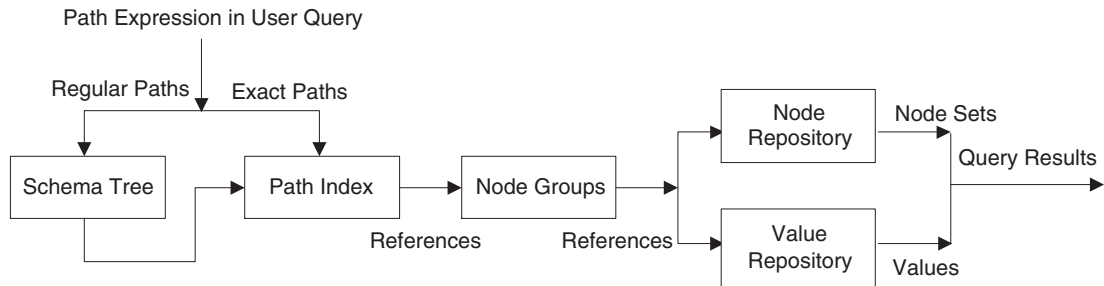 Path Expression in User Query
Regular Paths
Exact Paths
Schema Tree
Path Index
References
Node Groups
References
Node
Repository
Node Sets
Value
Repository
Values
Query Results